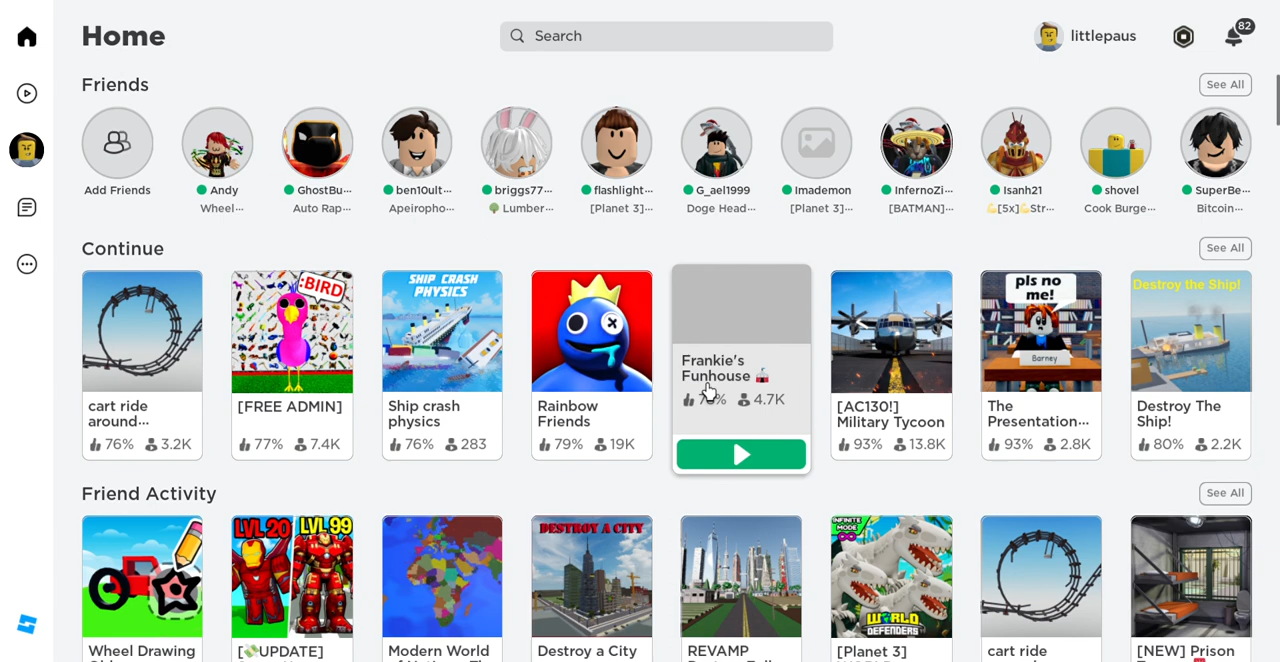 Home
Search
littlepaus
82
Friends
See All
Add Friends
Andy
GhostBu...
ben10ult...
briggs77...
flashlight...
G_ael1999
Imademon
InfernoZi...
Isanh21
shovel
SuperBe...
Wheel...
Auto Rap...
Apeiropho...
Lumber...
[Planet 3]...
Doge Head...
[Planet 3]...
[BATMAN]...
[5x]💪Str...
Cook Burge...
Bitcoin...
Continue
See All
:BIRD
SHIP CRASH
PHYSICS
pls no
me!
Barney
Destroy the Ship!
cart ride
around...
76% 3.2K
[FREE ADMIN]
77% 7.4K
Ship crash
physics
76% 283
Rainbow
Friends
79% 19K
Frankie's
Funhouse 🎪
4.7K
[AC130!]
Military Tycoon
93% 13.8K
The
Presentation...
93% 2.8K
Destroy The
Ship!
80% 2.2K
Friend Activity
See All
LVL 20
LVL 99
DESTROY A CITY
INFINITE
MODE
WORLD
DEFENDERS
Wheel Drawing
[💸UPDATE]
Modern World
Destroy a City
REVAMP
[Planet 3]
cart ride
[NEW] Prison